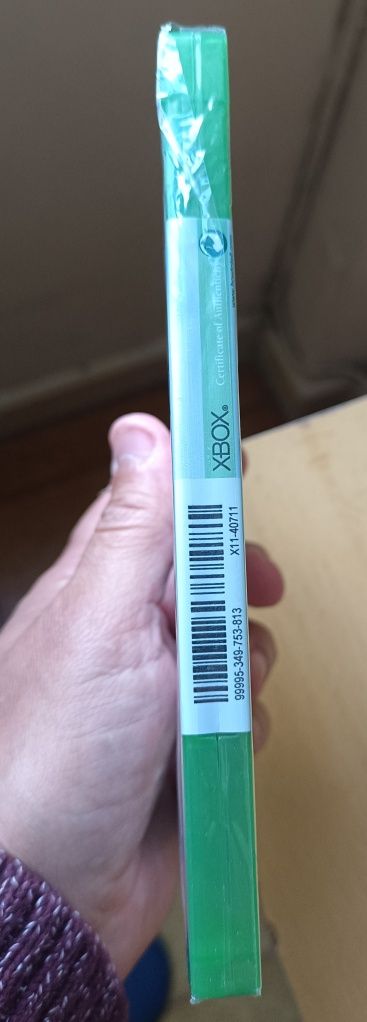 Certificate of Authenticity
XBOX®
X11-40711
99995-349-753-813